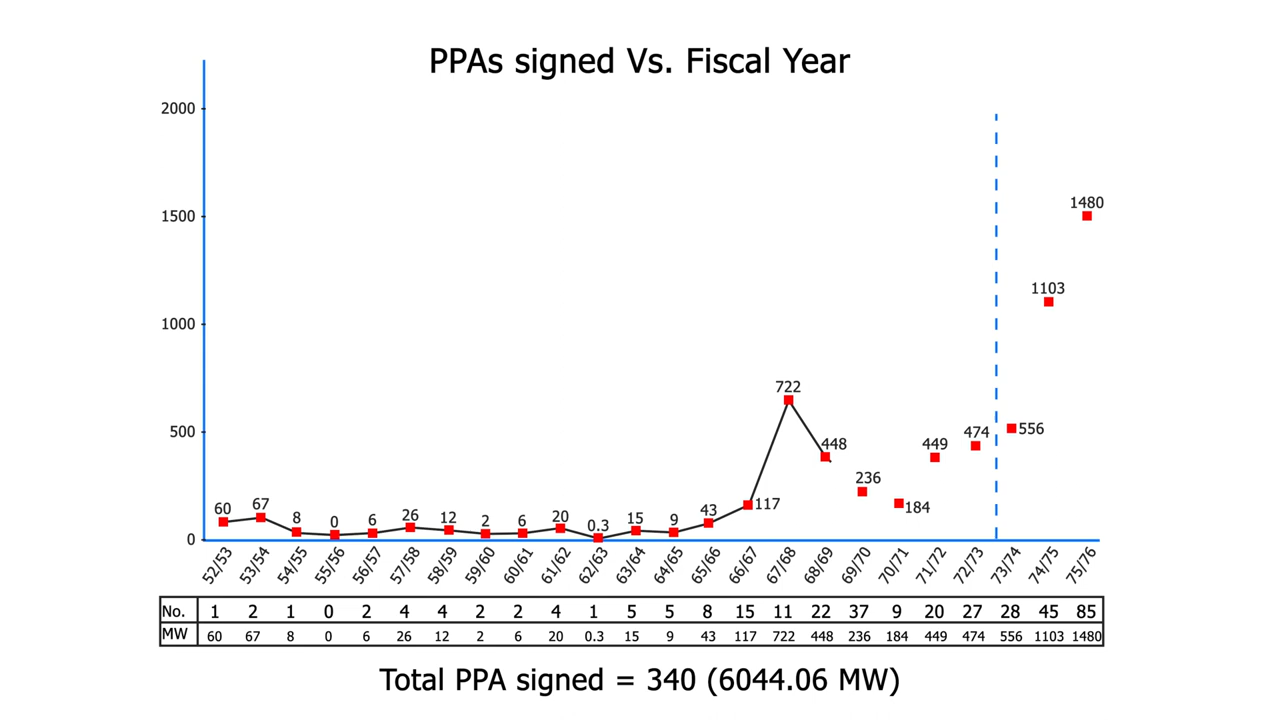 PPAs signed Vs. Fiscal Year
2000
1500
1000
500
0
60 67 8 0 6 26 12 2 6 20 0.3 15 9 43 117 722 448 236 184 449 474 556 1103 1480
52/53 53/54 54/55 55/56 56/57 57/58 58/59 59/60 60/61 61/62 62/63 63/64 64/65 65/66 66/67 67/68 68/69 69/70 70/71 71/72 72/73 73/74 74/75 75/76
No. 1 2 1 0 2 4 4 2 2 4 1 5 5 8 15 11 22 37 9 20 27 28 45 85
MW 60 67 8 0 6 26 12 2 6 20 0.3 15 9 43 117 722 448 236 184 449 474 556 1103 1480
Total PPA signed = 340 (6044.06 MW)